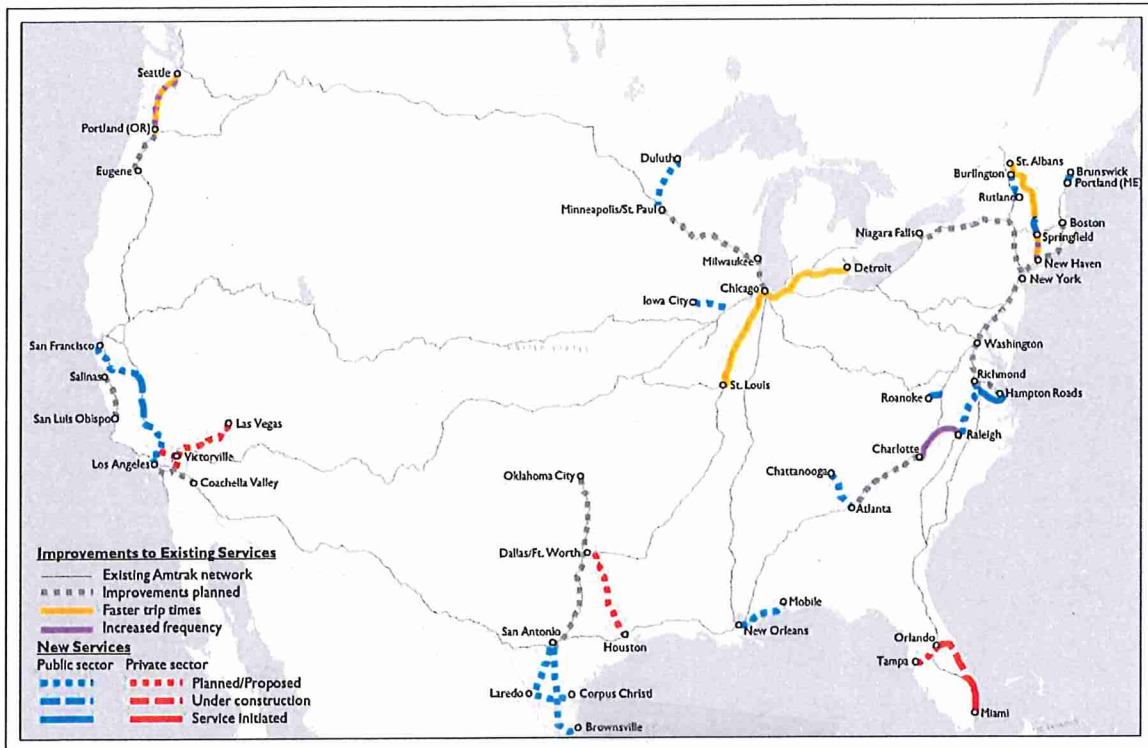 Seattle
Portland (OR)
Eugene
Duluth
Minneapolis/St. Paul
St. Albans
Burlington
Rutland
Brunswick
Portland (ME)
Boston
Niagara Falls
Springfield
Milwaukee
Detroit
New Haven
Chicago
New York
Iowa City
San Francisco
Washington
Salinas
Richmond
St. Louis
Roanoke
Hampton Roads
San Luis Obispo
Las Vegas
Raleigh
Victorville
Charlotte
Los Angeles
Chattanooga
Oklahoma City
Coachella Valley
Atlanta
Improvements to Existing Services
Existing Amtrak network
Improvements planned
Faster trip times
Increased frequency
New Services
Public sector Private sector
Planned/Proposed
Under construction
Service Initiated
Dallas/Ft. Worth
Mobile
San Antonio
Houston
New Orleans
Orlando
Tampa
Laredo
Corpus Christi
Miami
Brownsville